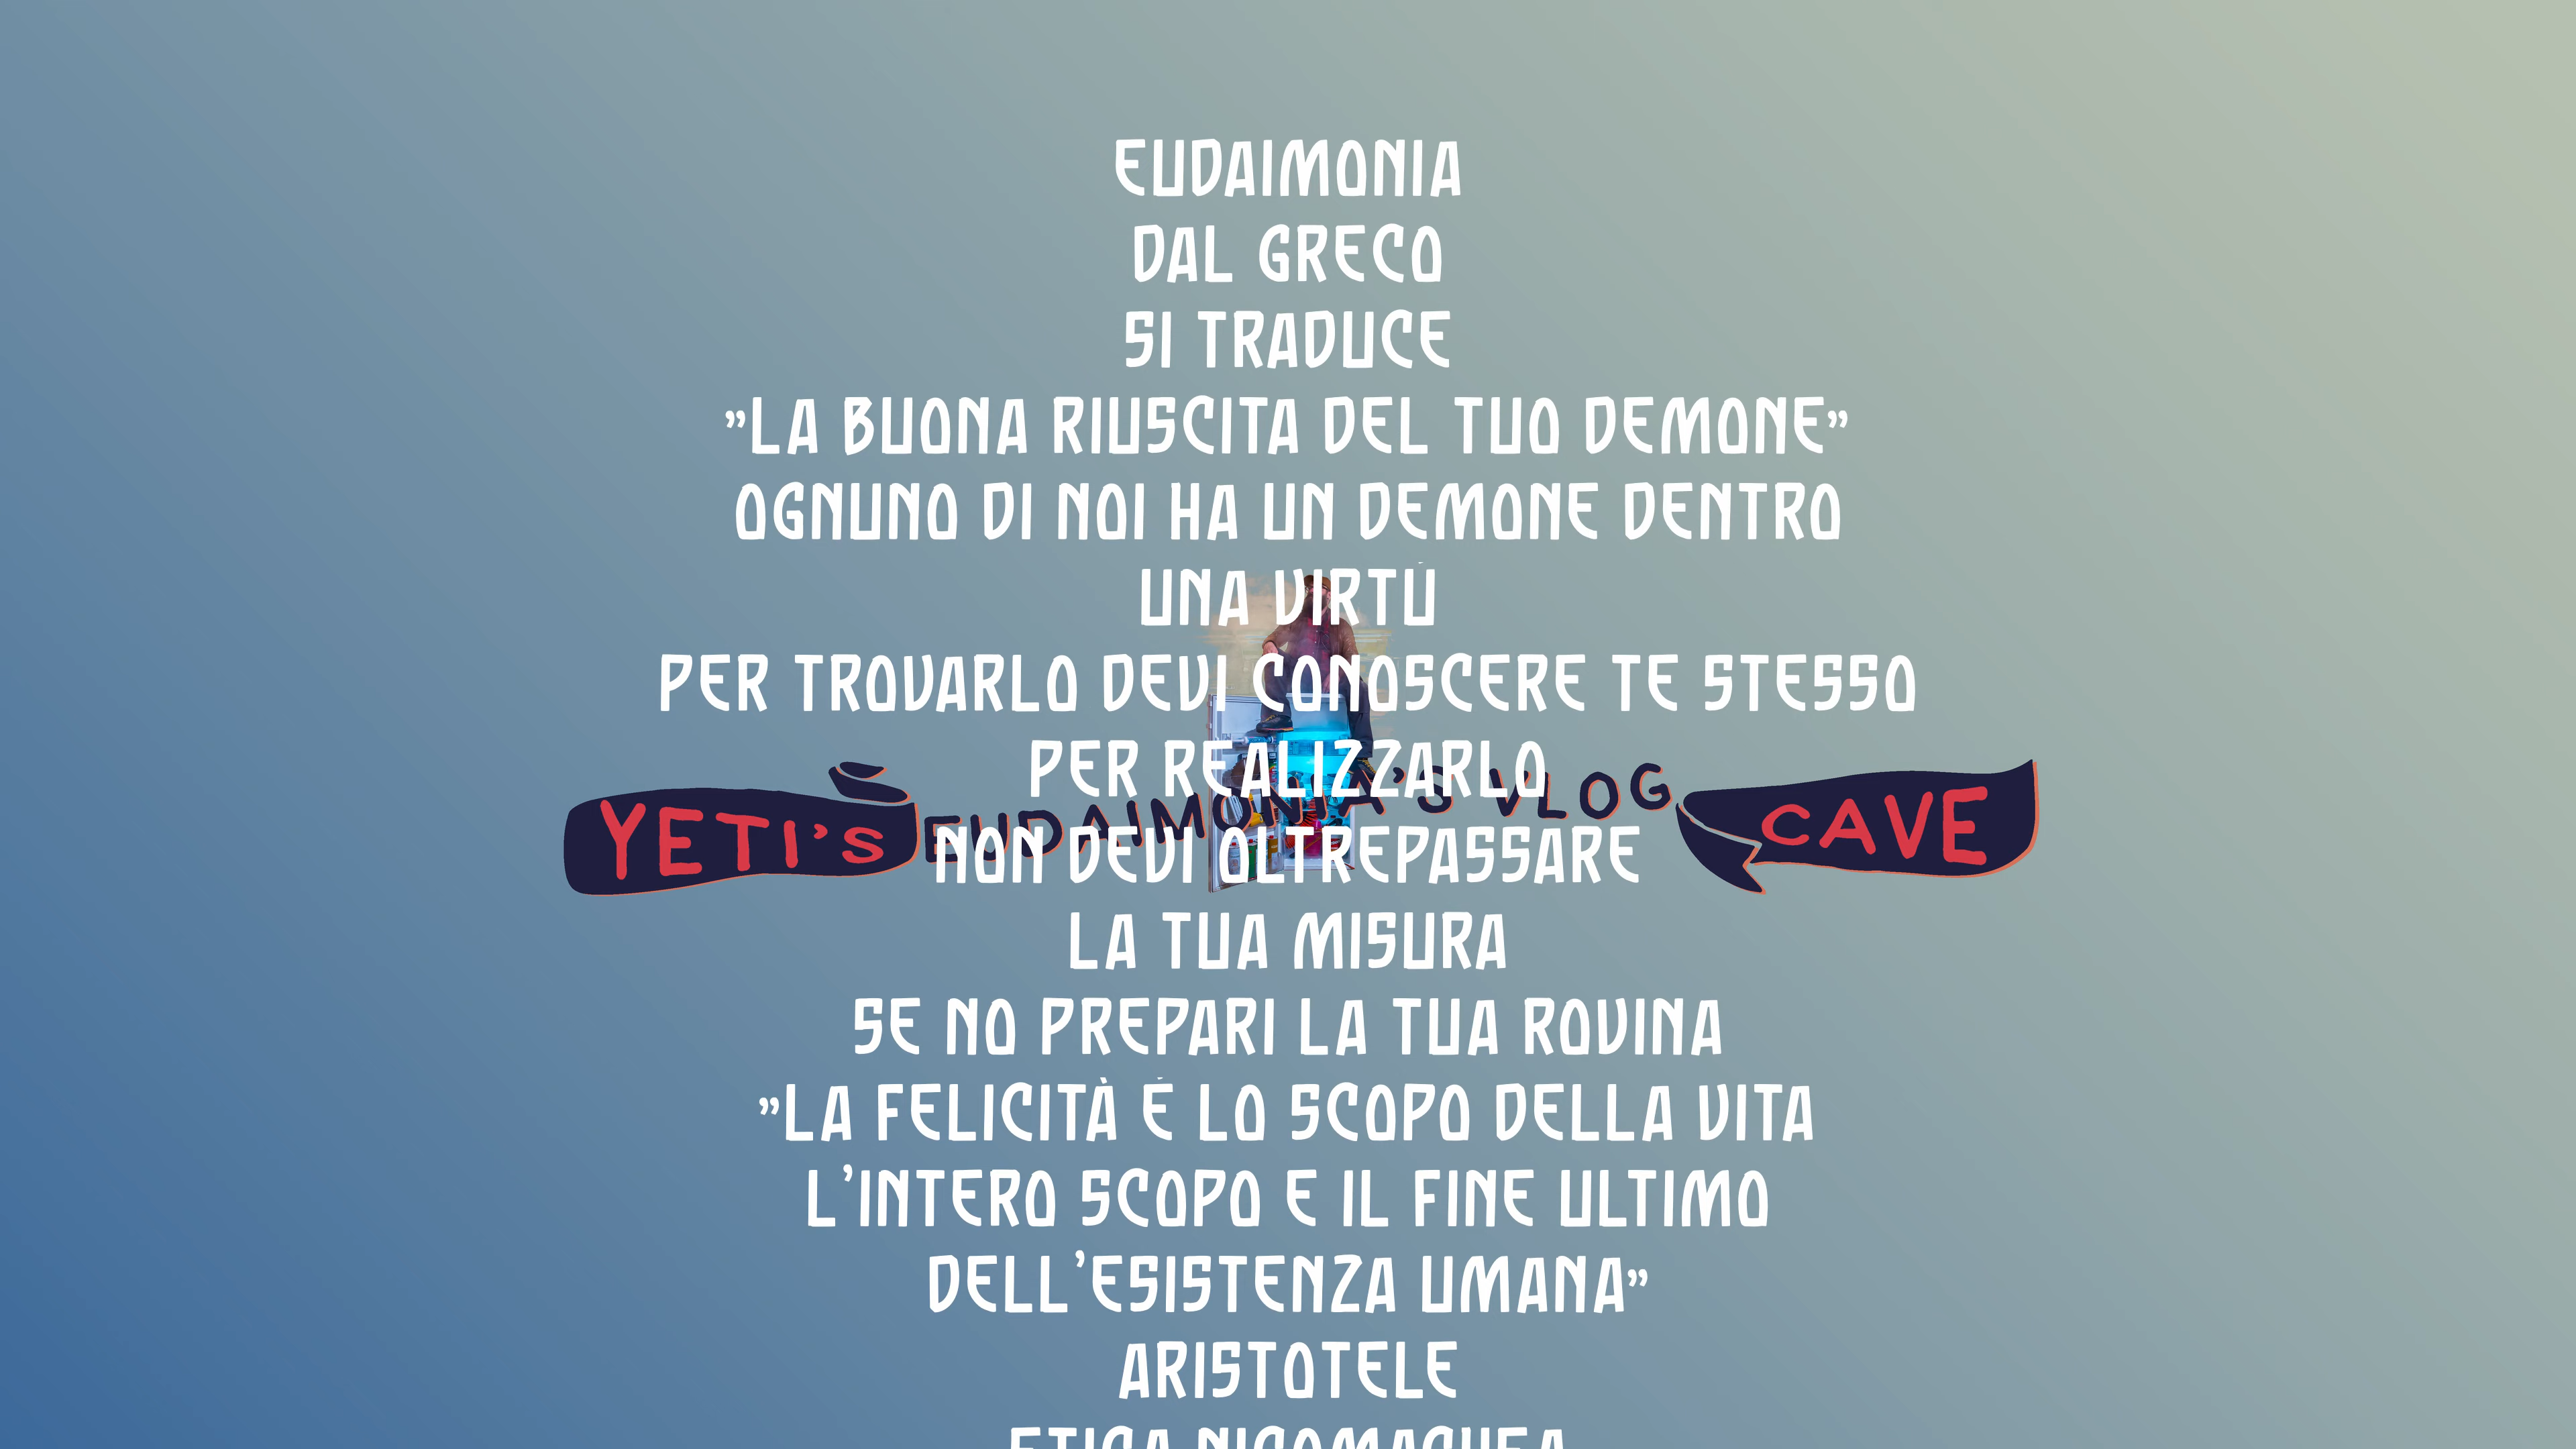 EUDAIMONIA
DAL GRECO
SI TRADUCE
”LA BUONA RIUSCITA DEL TUO DEMONE”
OGNUNO DI NOI HA UN DEMONE DENTRO
UNA VIRTÙ
PER TROVARLO DEVI CONOSCERE TE STESSO
PER REALIZZARLO
YETI'S EUDAIMONIA'S VLOG CAVE
NON DEVI OLTREPASSARE
LA TUA MISURA
SE NO PREPARI LA TUA ROVINA
”LA FELICITÀ È LO SCOPO DELLA VITA
L'INTERO SCOPO E IL FINE ULTIMO
DELL'ESISTENZA UMANA”
ARISTOTELE
ETICA NICOMACHEA